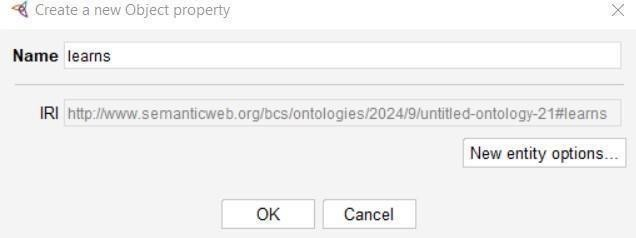 Create a new Object property
Name learns
IRI http://www.semanticweb.org/bcs/ontologies/2024/9/untitled-ontology-21#learns
New entity options...
OK Cancel